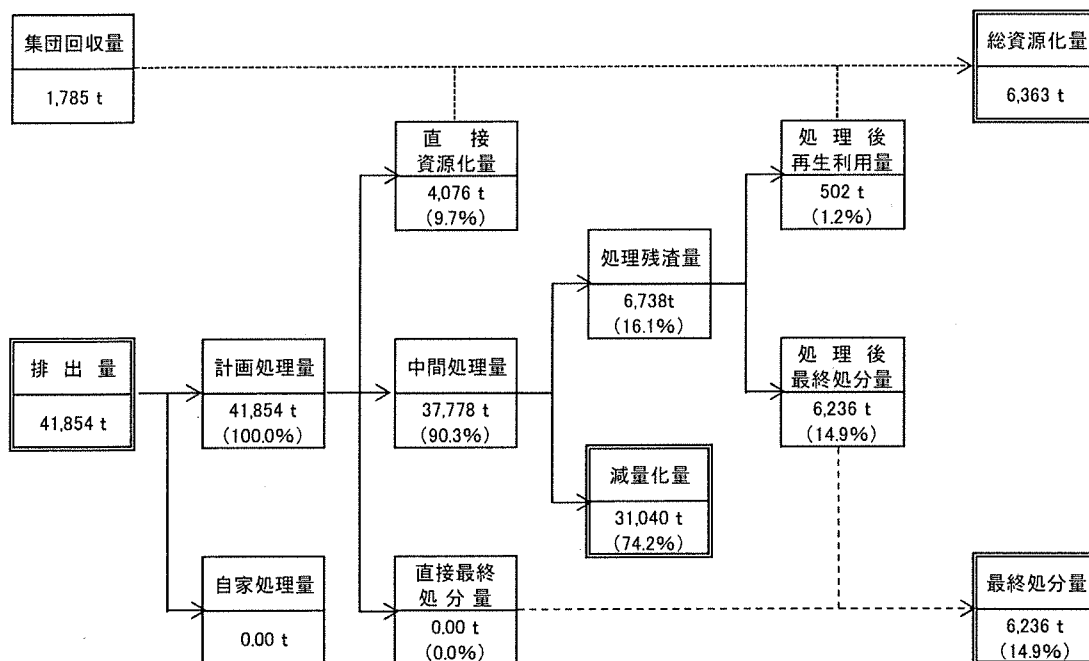 集団回収量
1,785 t
総資源化量
6,363 t
直　接
資源化量
4,076 t
(9.7%)
処　理　後
再生利用量
502 t
(1.2%)
処理残渣量
6,738t
(16.1%)
排　出　量
41,854 t
計画処理量
41,854 t
(100.0%)
中間処理量
37,778 t
(90.3%)
処　理　後
最終処分量
6,236 t
(14.9%)
減量化量
31,040 t
(74.2%)
自家処理量
0.00 t
直接最終
処 分 量
0.00 t
(0.0%)
最終処分量
6,236 t
(14.9%)